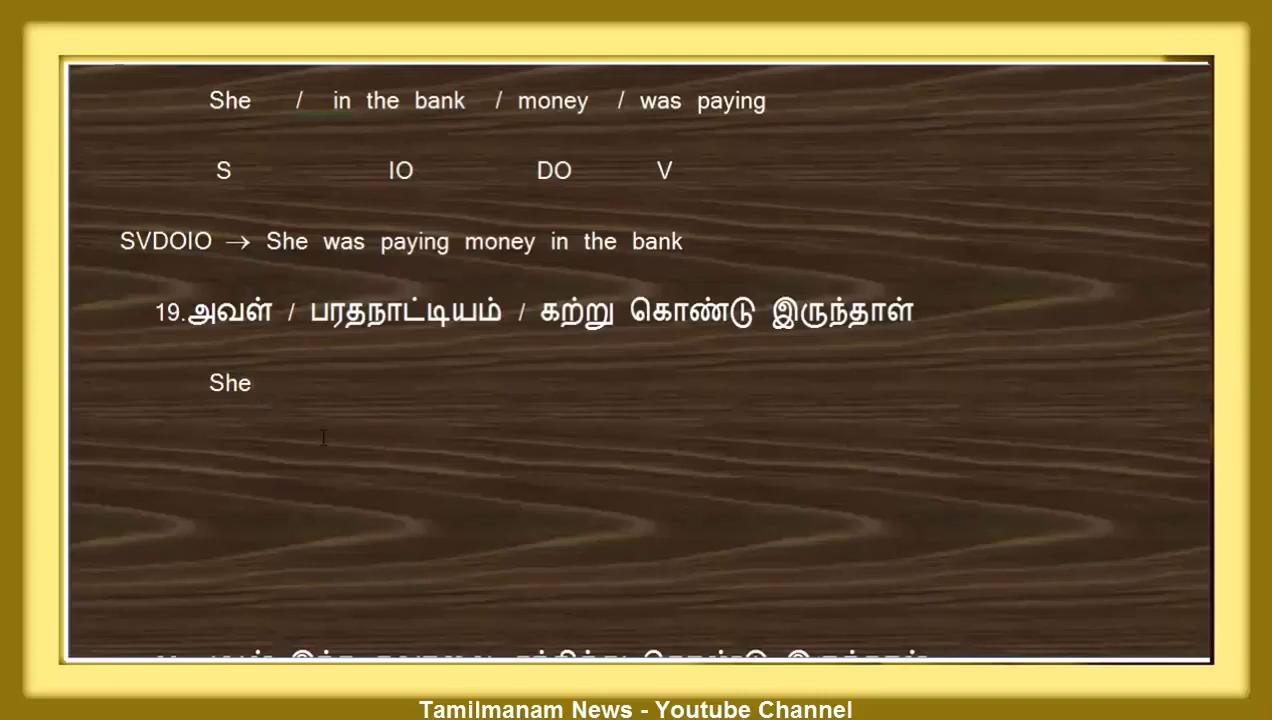 She / in the bank / money / was paying
S IO DO V
SVDOIO → She was paying money in the bank
19.அவள் / பரதநாட்டியம் / கற்று கொண்டு இருந்தாள்
She
கொண்டு இருந்தாள்
Tamilmanam News - Youtube Channel